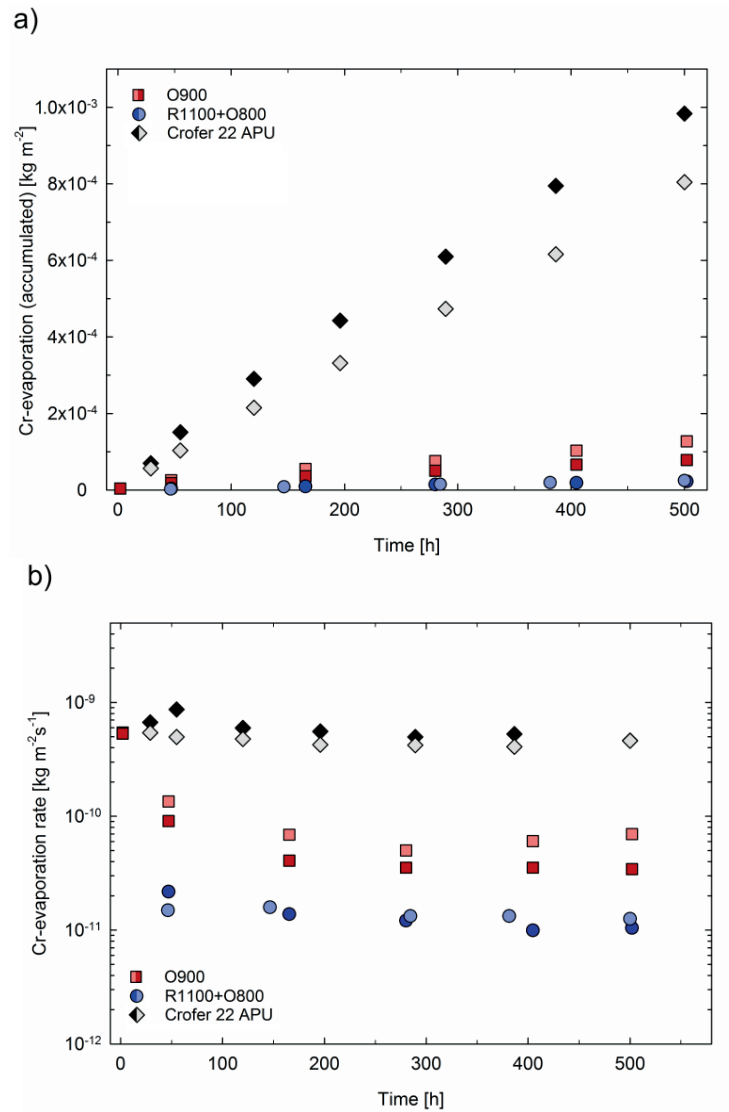 a)
Cr-evaporation (accumulated) [kg m⁻²]
1.0x10⁻³
8x10⁻⁴
6x10⁻⁴
4x10⁻⁴
2x10⁻⁴
0
O900
R1100+O800
Crofer 22 APU
0 100 200 300 400 500
Time [h]
b)
Cr-evaporation rate [kg m⁻²s⁻¹]
10⁻⁹
10⁻¹⁰
10⁻¹¹
10⁻¹²
O900
R1100+O800
Crofer 22 APU
0 100 200 300 400 500
Time [h]